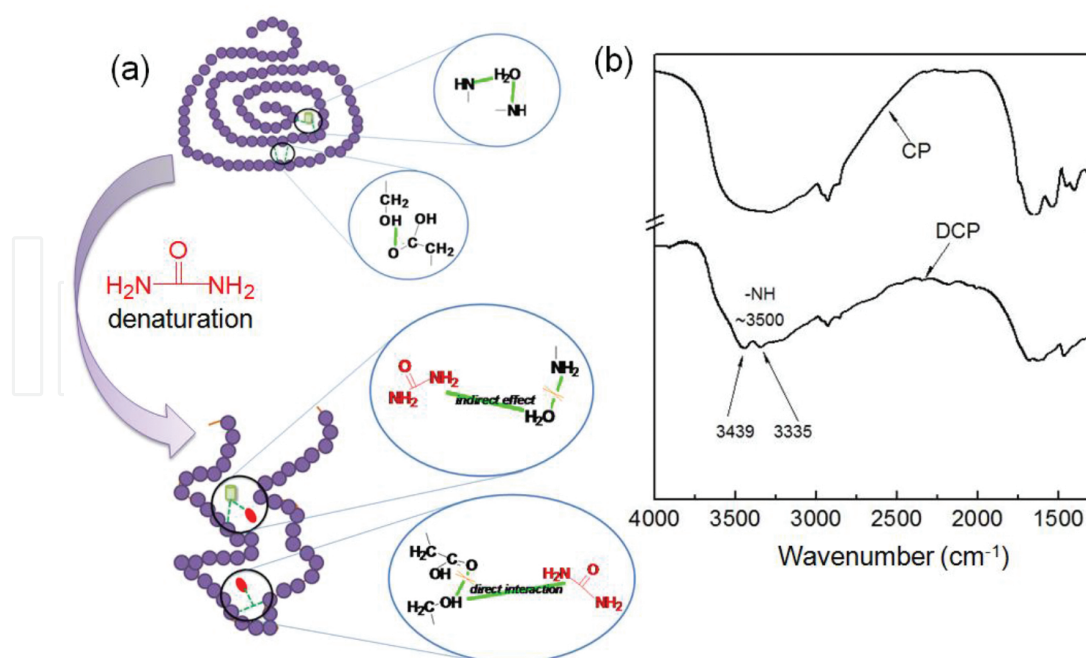 (a)
HN
H₂O
NH
CH₂
OH
OH
O
C
CH₂
O
H₂N
NH₂
denaturation
O
NH₂
NH₂
indirect effect
NH₂
H₂O
H₂C
C
O
OH
H₂C
OH
direct interaction
H₂N
O
NH₂
(b)
CP
DCP
-NH
~3500
3439
3335
4000 3500 3000 2500 2000 1500
Wavenumber (cm⁻¹)